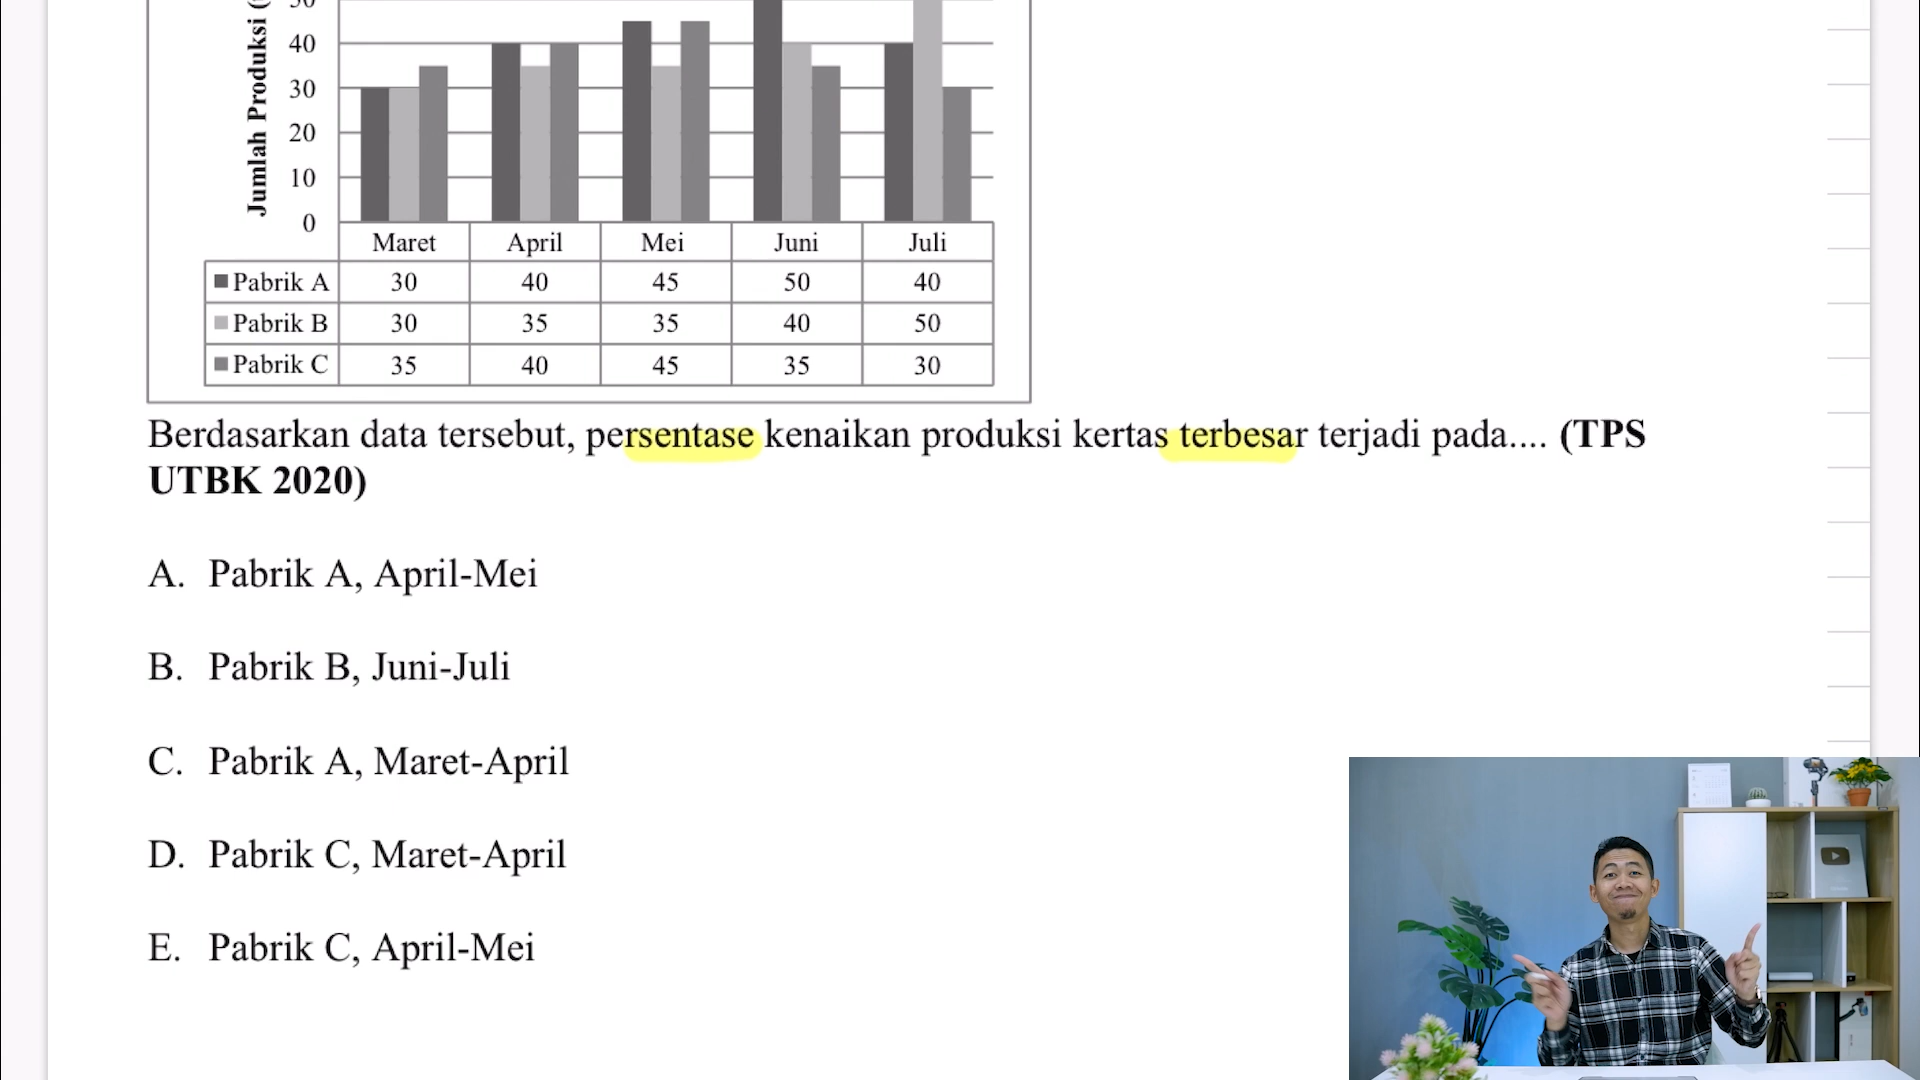 Jumlah Produksi (
50
40
30
20
10
0
Maret April Mei Juni Juli
Pabrik A 30 40 45 50 40
Pabrik B 30 35 35 40 50
Pabrik C 35 40 45 35 30
Berdasarkan data tersebut, persentase kenaikan produksi kertas terbesar terjadi pada.... (TPS
UTBK 2020)
A. Pabrik A, April-Mei
B. Pabrik B, Juni-Juli
C. Pabrik A, Maret-April
D. Pabrik C, Maret-April
E. Pabrik C, April-Mei